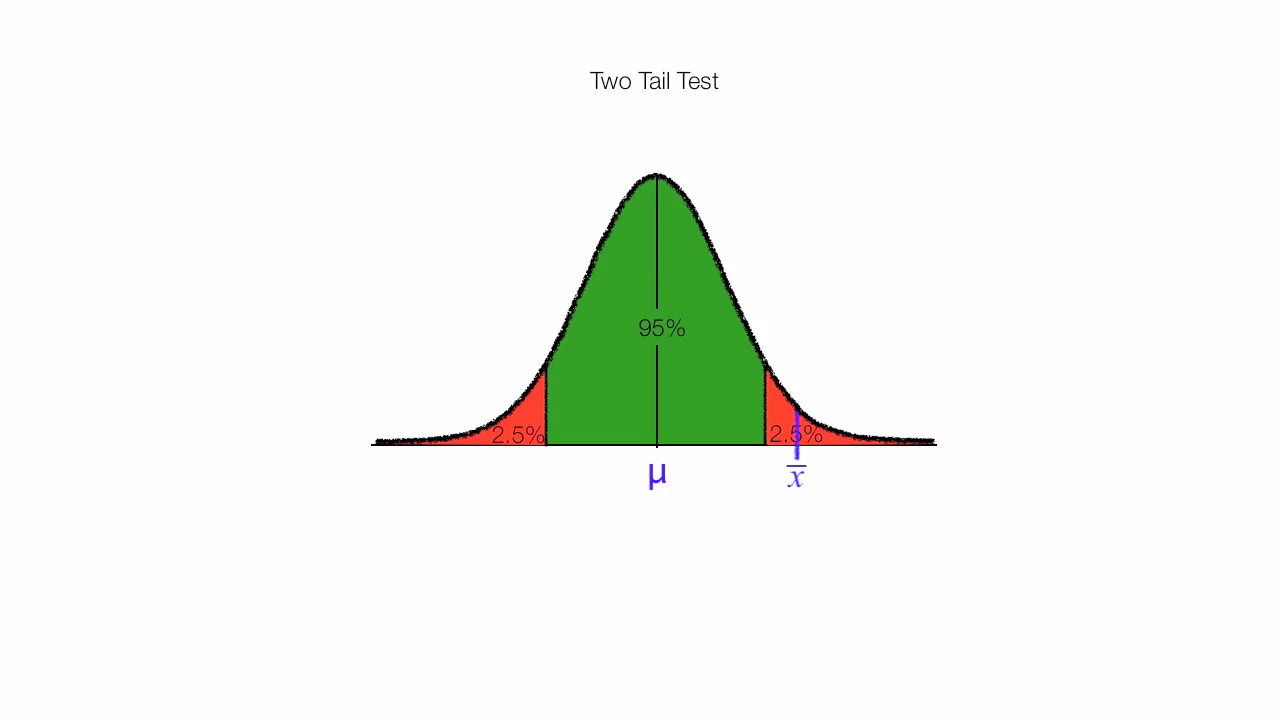 Two Tail Test
95%
2.5% 2.5%
μ x̅